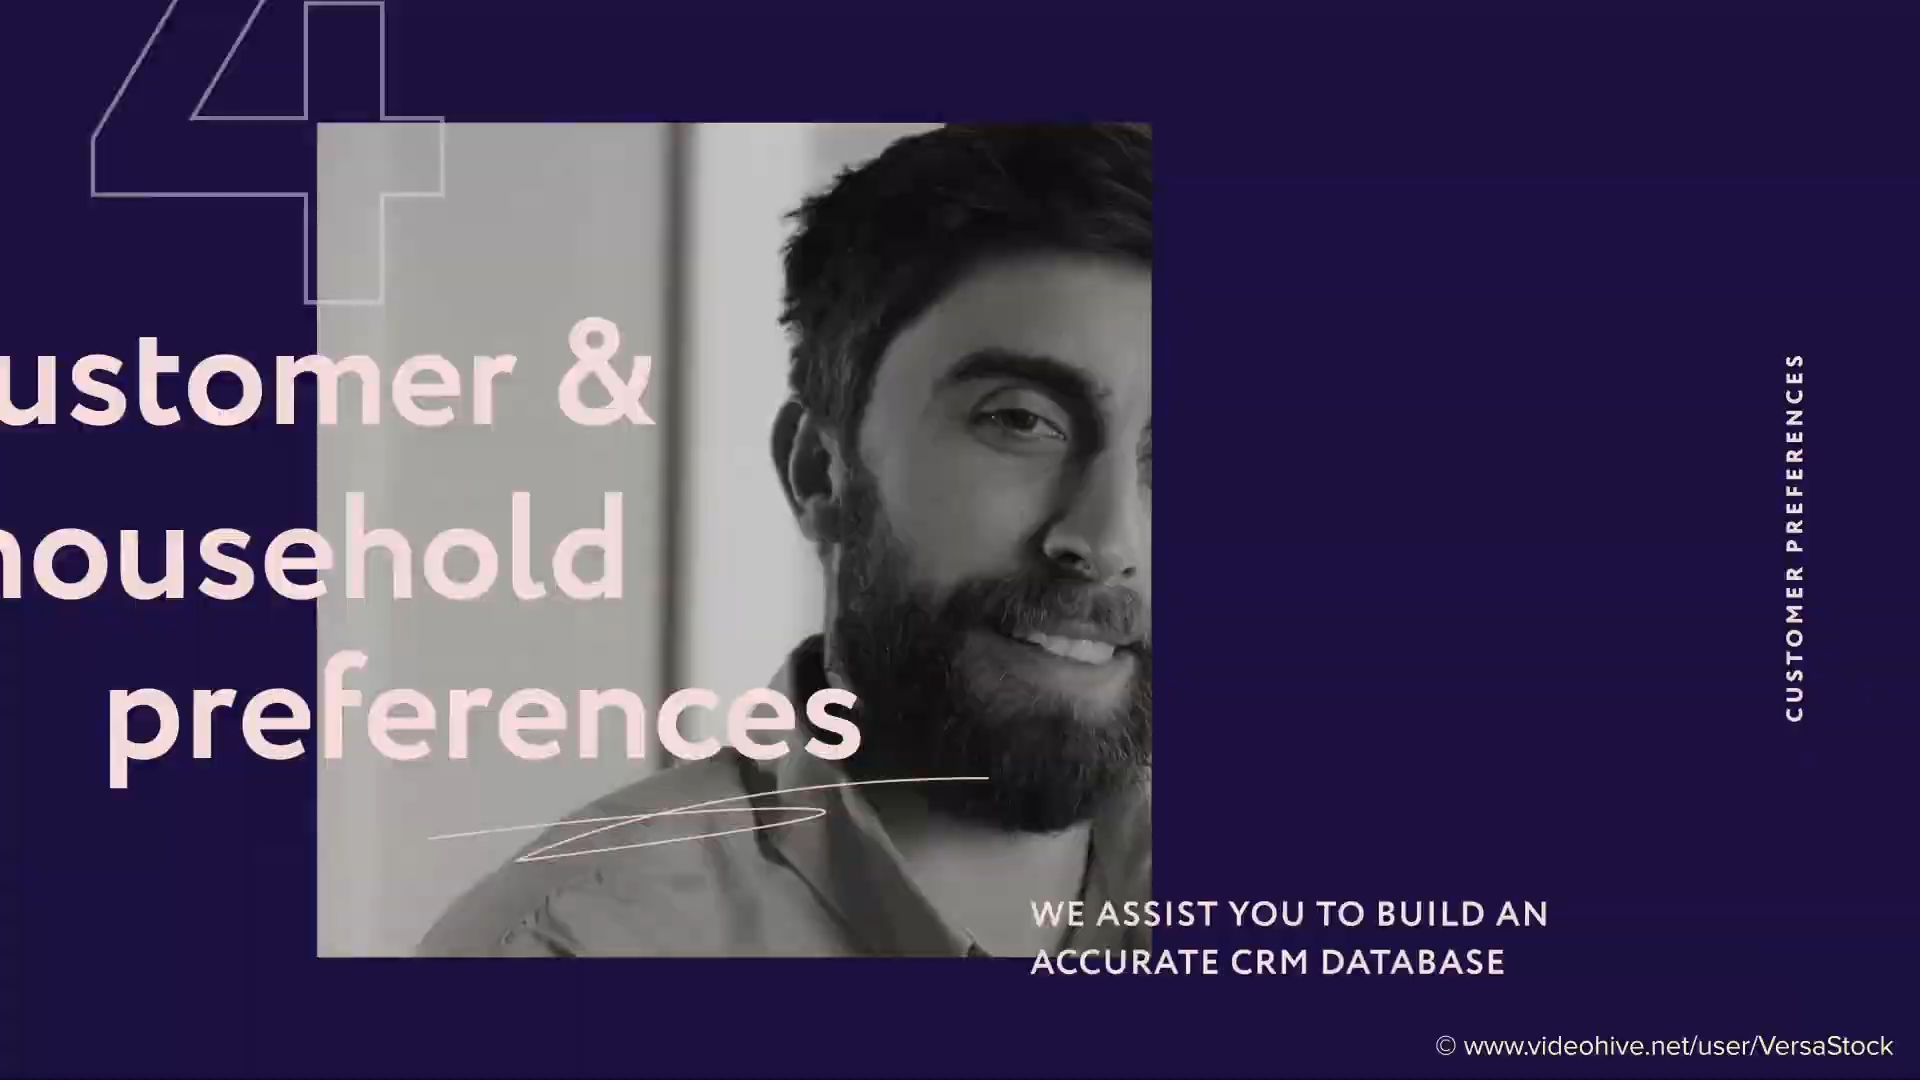 4
ustomer &
household
preferences
WE ASSIST YOU TO BUILD AN
ACCURATE CRM DATABASE
CUSTOMER PREFERENCES
© www.videohive.net/user/VersaStock